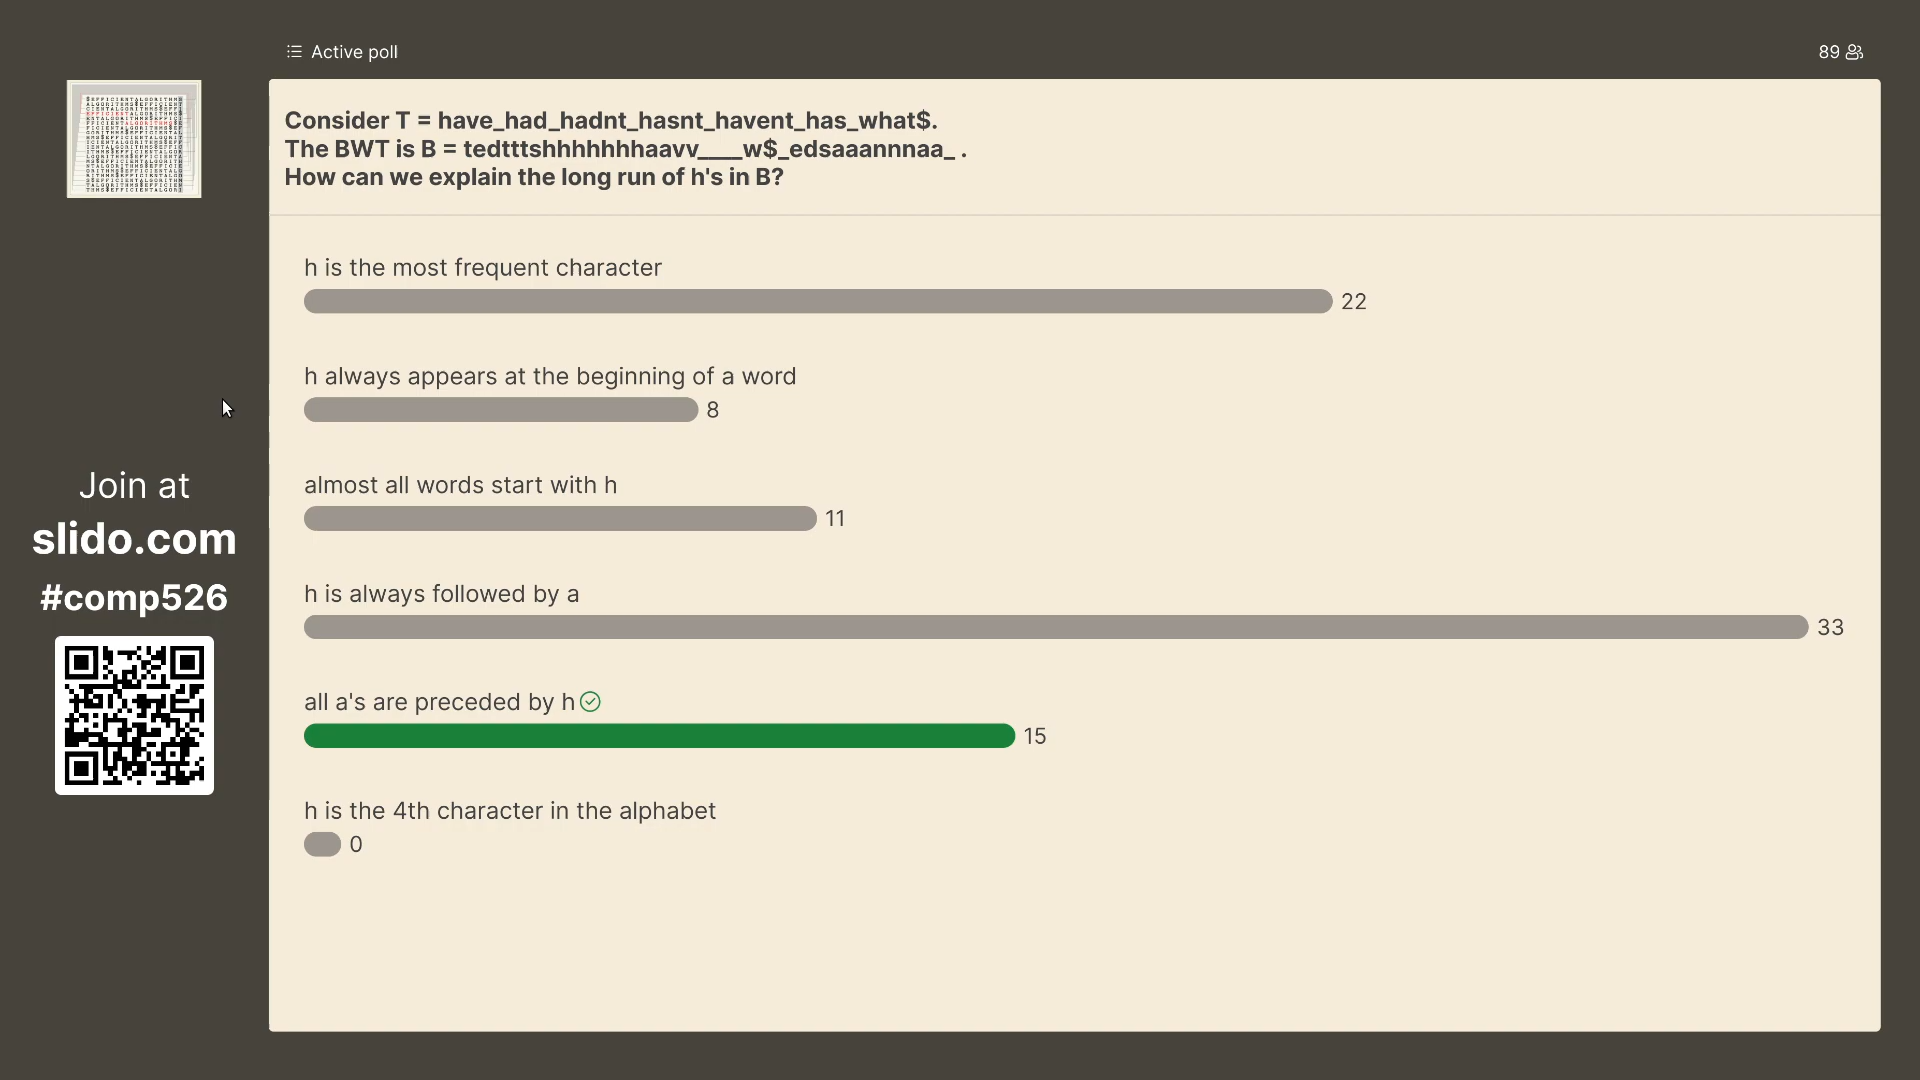 Active poll
89
Consider T = have_had_hadnt_hasnt_havent_has_what$.
The BWT is B = tedtttshhhhhhhaavv____w$_edsaaannnaa_ .
How can we explain the long run of h's in B?
h is the most frequent character
22
h always appears at the beginning of a word
8
almost all words start with h
11
h is always followed by a
33
all a's are preceded by h
15
h is the 4th character in the alphabet
0
Join at
slido.com
#comp526